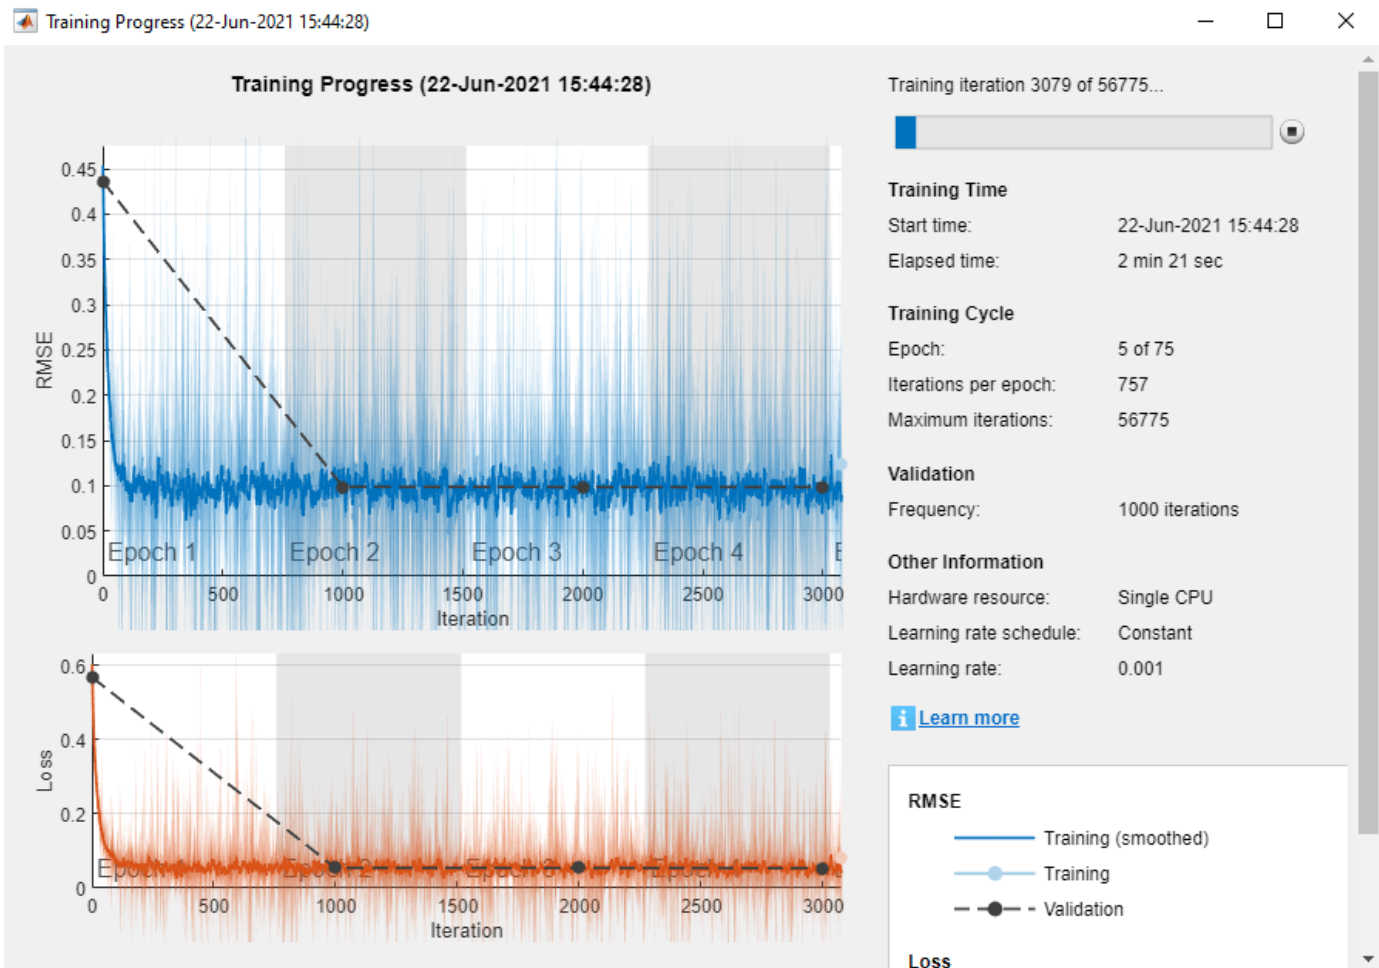 Training Progress (22-Jun-2021 15:44:28)
Training Progress (22-Jun-2021 15:44:28)
RMSE
0.45
0.4
0.35
0.3
0.25
0.2
0.15
0.1
0.05
0
Epoch 1 Epoch 2 Epoch 3 Epoch 4 E
0 500 1000 1500 2000 2500 3000
Iteration
Loss
0.6
0.4
0.2
0
Epoch 2 Epoch 3 Epoch
0 500 1000 1500 2000 2500 3000
Iteration
Training iteration 3079 of 56775...
Training Time
Start time: 22-Jun-2021 15:44:28
Elapsed time: 2 min 21 sec
Training Cycle
Epoch: 5 of 75
Iterations per epoch: 757
Maximum iterations: 56775
Validation
Frequency: 1000 iterations
Other Information
Hardware resource: Single CPU
Learning rate schedule: Constant
Learning rate: 0.001
i Learn more
RMSE
Training (smoothed)
Training
Validation
Loss